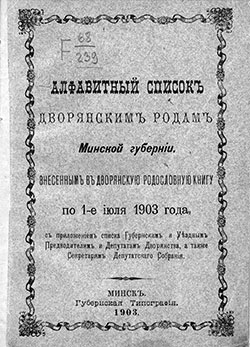 F 68
239
АЛФАВИТНЫЙ СПИСОКЪ
ДВОРЯНСКИМЪ РОДАМЪ
Минской губерніи,
ВНЕСЕННЫМЪ ВЪ ДВОРЯНСКУЮ РОДОСЛОВНУЮ КНИГУ
по 1-е іюля 1903 года,
съ приложеніемъ списка Губернскимъ и Уѣзднымъ
Предводителямъ и Депутатамъ Дворянства, а также
Секретарямъ Депутатскаго Собранія.
МИНСКЪ.
Губернская Типографія.
1903.